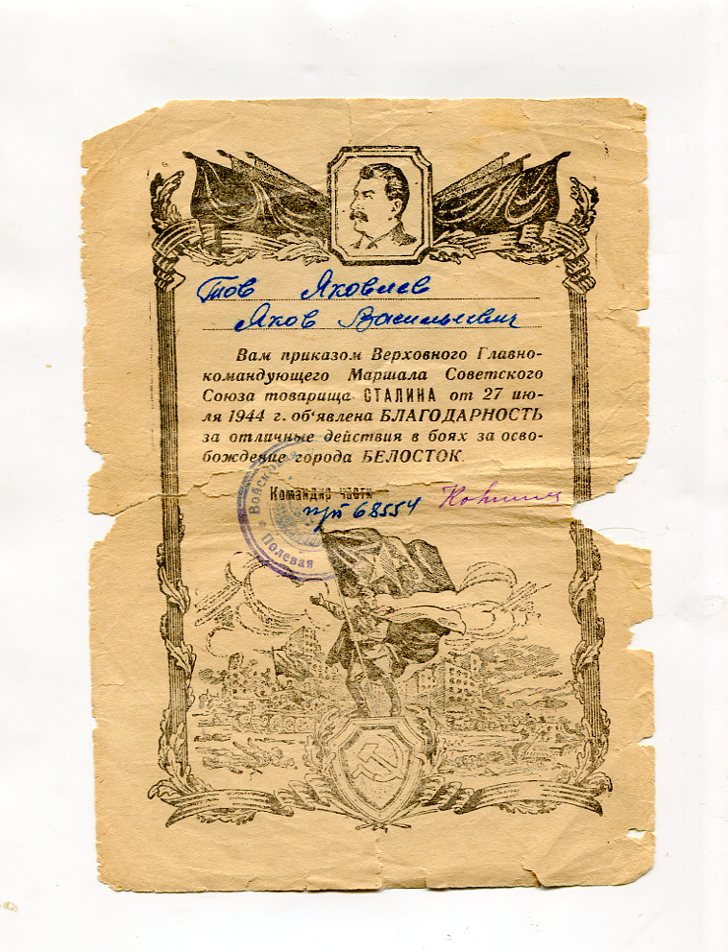 Тов Яковлев
Яков Васильевич
Вам приказом Верховного Главно-
командующего Маршала Советского
Союза товарища СТАЛИНА от 27 ию-
ля 1944 г. об'явлена БЛАГОДАРНОСТЬ
за отличные действия в боях за осво-
бождение города БЕЛОСТОК.
Командир части
п/п 68554
Полевая